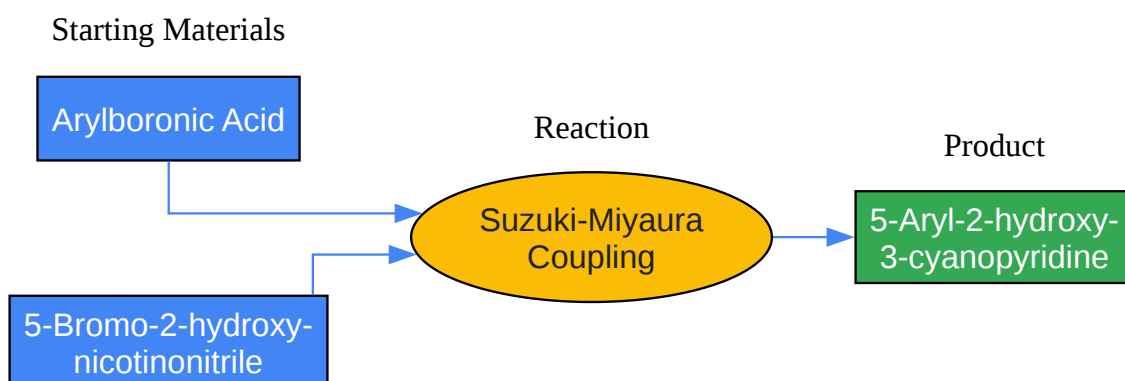 Starting Materials
Arylboronic Acid
Reaction
Product
Suzuki-Miyaura
Coupling
5-Aryl-2-hydroxy-
3-cyanopyridine
5-Bromo-2-hydroxy-
nicotinonitrile